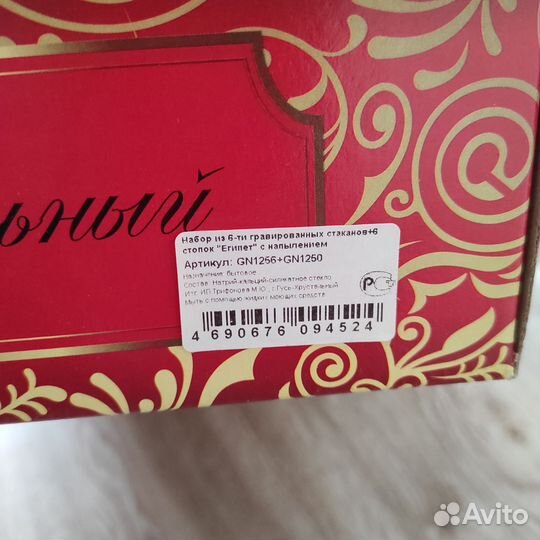 ьный
Набор из 6-ти гравированных стаканов+6
стопок "Египет" с напылением
Артикул: GN1256+GN1250
Назначение: бытовое
Состав: Натрий-кальций-силикатное стекло
Изг. ИП Трифонова М.Ю., г.Гусь-Хрустальный
Мыть с помощью жидких моющих средств
4 690676 094524
Avito